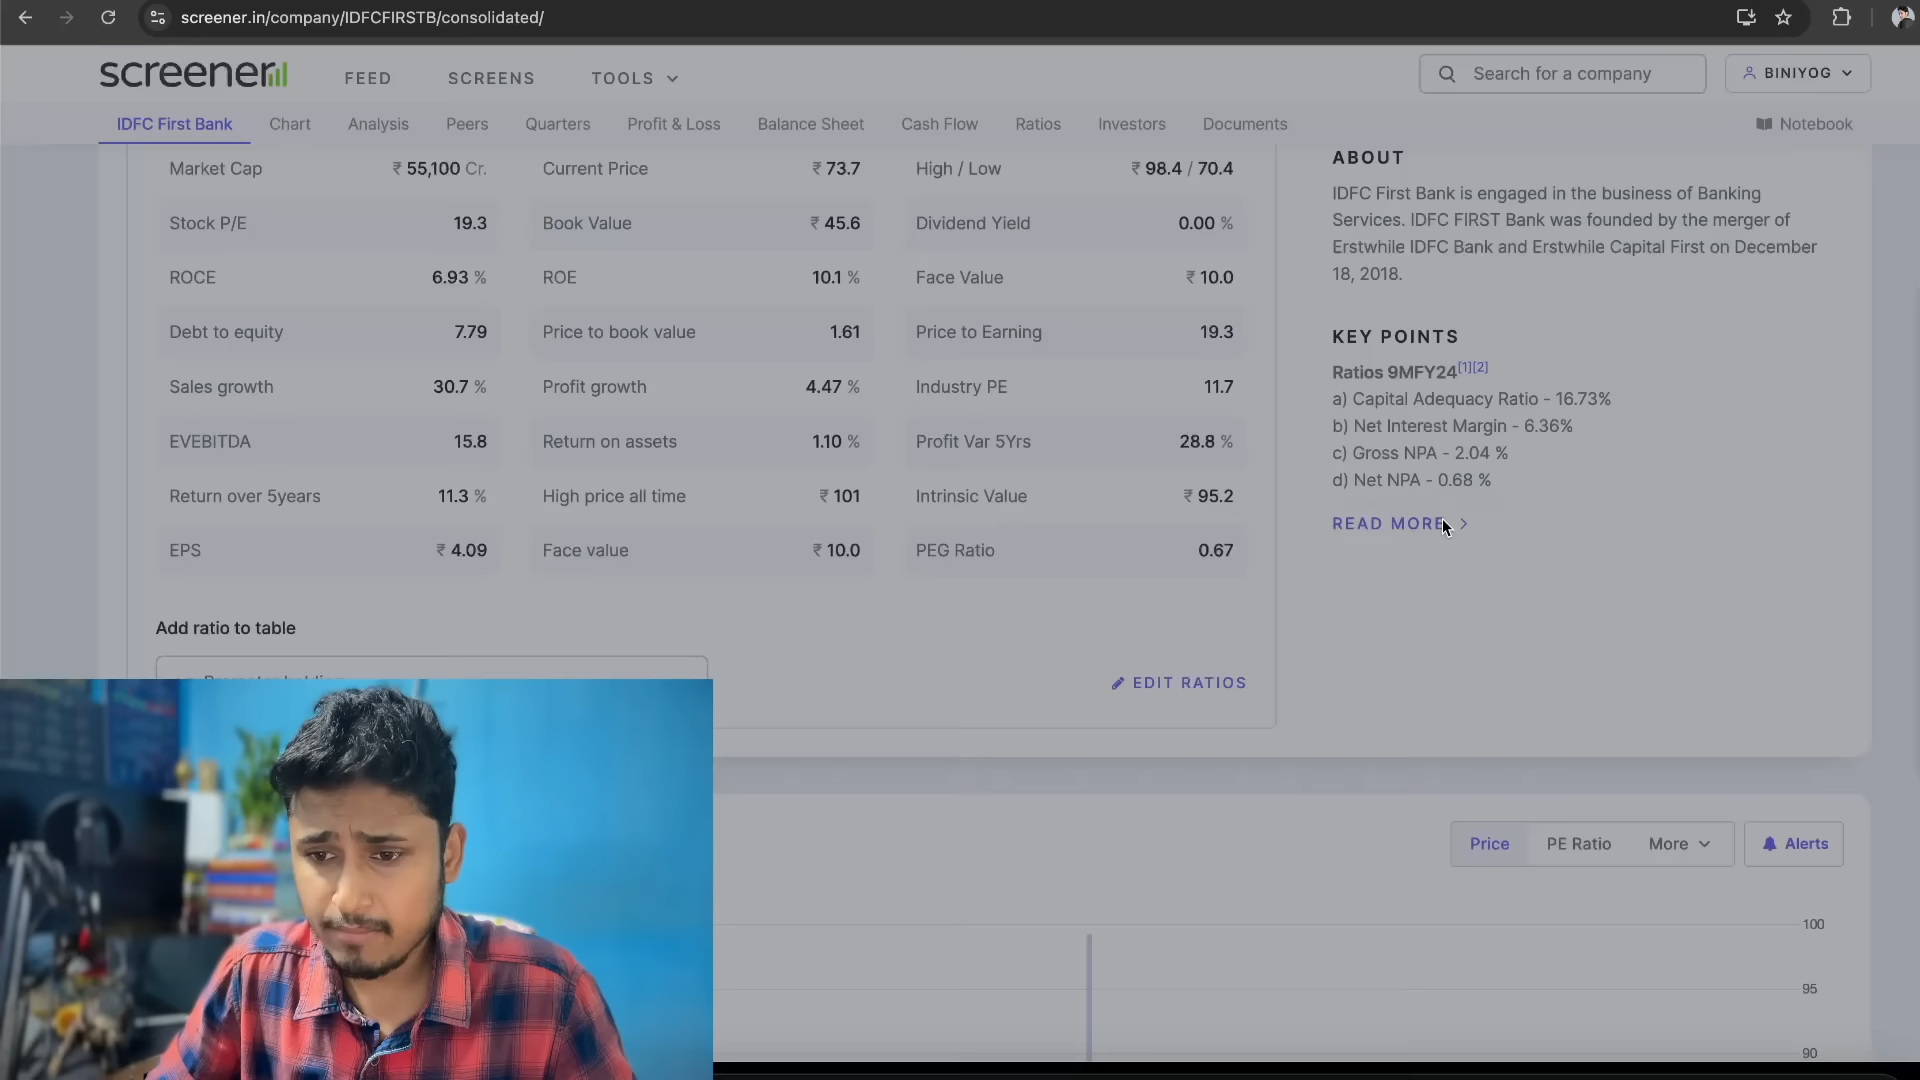 screener.in/company/IDFCFIRSTB/consolidated/
screener
FEED
SCREENS
TOOLS
Search for a company
BINIYOG
IDFC First Bank
Chart
Analysis
Peers
Quarters
Profit & Loss
Balance Sheet
Cash Flow
Ratios
Investors
Documents
Notebook
Market Cap ₹ 55,100 Cr.
Current Price ₹ 73.7
High / Low ₹ 98.4 / 70.4
Stock P/E 19.3
Book Value ₹ 45.6
Dividend Yield 0.00 %
ROCE 6.93 %
ROE 10.1 %
Face Value ₹ 10.0
Debt to equity 7.79
Price to book value 1.61
Price to Earning 19.3
Sales growth 30.7 %
Profit growth 4.47 %
Industry PE 11.7
EVEBITDA 15.8
Return on assets 1.10 %
Profit Var 5Yrs 28.8 %
Return over 5years 11.3 %
High price all time ₹ 101
Intrinsic Value ₹ 95.2
EPS ₹ 4.09
Face value ₹ 10.0
PEG Ratio 0.67
Add ratio to table
EDIT RATIOS
ABOUT
IDFC First Bank is engaged in the business of Banking
Services. IDFC FIRST Bank was founded by the merger of
Erstwhile IDFC Bank and Erstwhile Capital First on December
18, 2018.
KEY POINTS
Ratios 9MFY24[1][2]
a) Capital Adequacy Ratio - 16.73%
b) Net Interest Margin - 6.36%
c) Gross NPA - 2.04 %
d) Net NPA - 0.68 %
READ MORE
Price
PE Ratio
More
Alerts
100
95
90